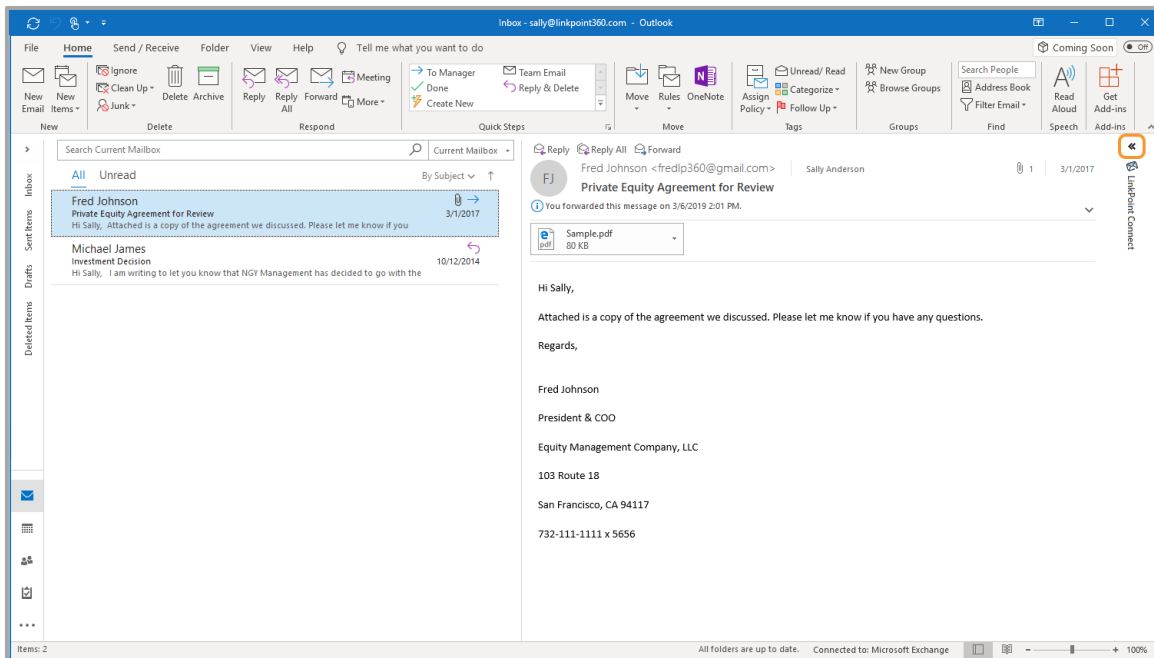 Inbox - sally@linkpoint360.com - Outlook
File Home Send / Receive Folder View Help Tell me what you want to do Coming Soon Off
New Email
New Items
Ignore
Clean Up
Junk
Delete Archive
Reply Reply All Forward
Meeting
More
To Manager Team Email
Done Reply & Delete
Create New
Move Rules OneNote
Assign Policy
Unread/ Read
Categorize
Follow Up
New Group
Browse Groups
Search People
Address Book
Filter Email
Read Aloud
Get Add-ins
New Delete Respond Quick Steps Move Tags Groups Find Speech Add-ins
Inbox
Sent Items
Drafts
Deleted Items
Search Current Mailbox Current Mailbox
All Unread By Subject
Fred Johnson
Private Equity Agreement for Review 3/1/2017
Hi Sally, Attached is a copy of the agreement we discussed. Please let me know if you
Michael James
Investment Decision 10/12/2014
Hi Sally, I am writing to let you know that NGY Management has decided to go with the
Reply Reply All Forward
FJ
Fred Johnson <fredlp360@gmail.com> Sally Anderson 1 3/1/2017
Private Equity Agreement for Review
You forwarded this message on 3/6/2019 2:01 PM.
pdf
Sample.pdf
80 KB
Hi Sally,
Attached is a copy of the agreement we discussed. Please let me know if you have any questions.
Regards,
Fred Johnson
President & COO
Equity Management Company, LLC
103 Route 18
San Francisco, CA 94117
732-111-1111 x 5656
LinkPoint Connect
Items: 2 All folders are up to date. Connected to: Microsoft Exchange 100%